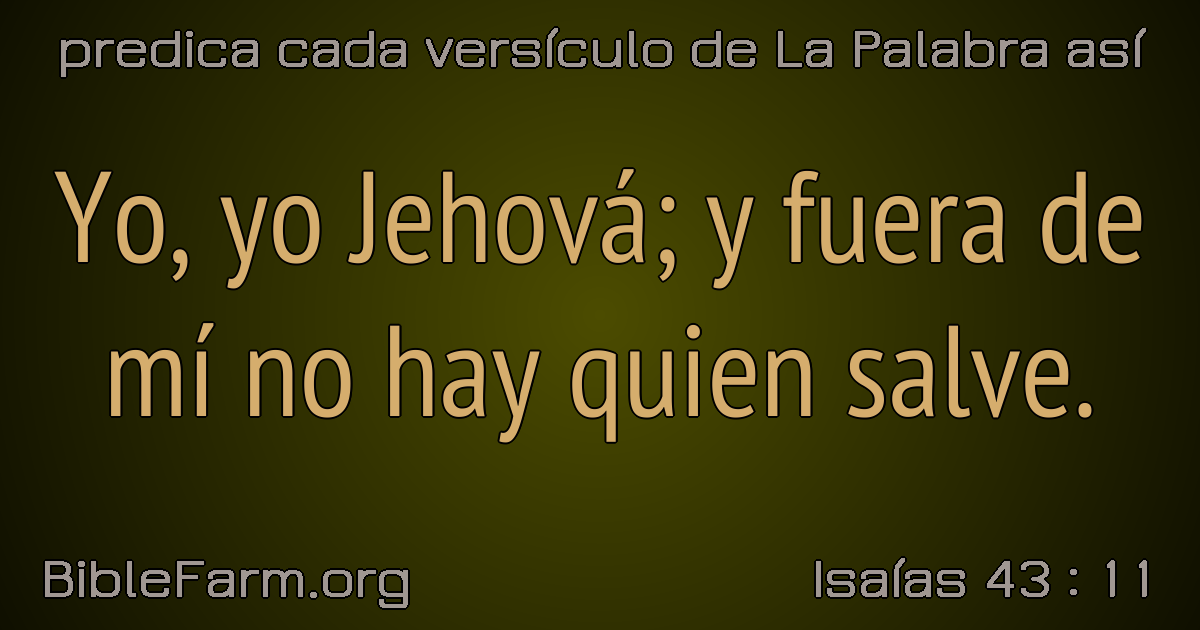 predica cada versículo de La Palabra así
Yo, yo Jehová; y fuera de
mí no hay quien salve.
BibleFarm.org
Isaías 43 : 11